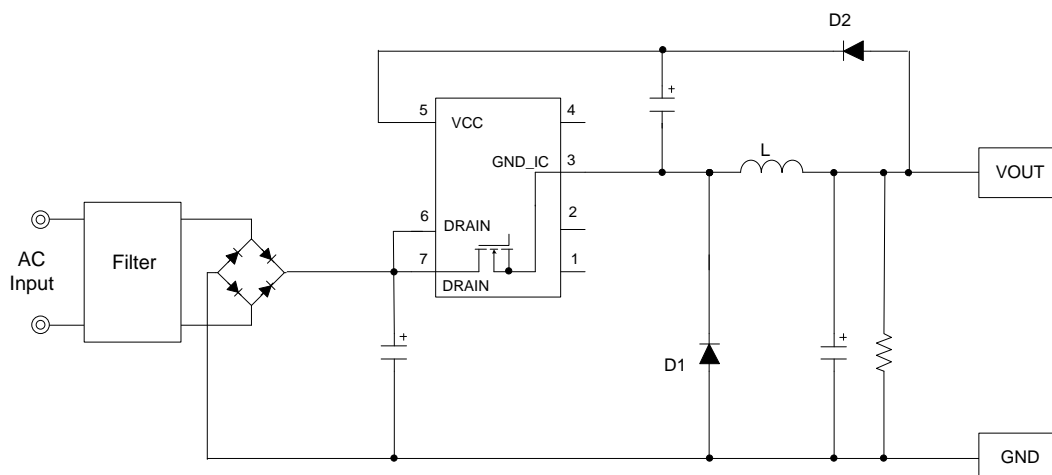 D2
5
VCC
4
GND_IC
3
L
VOUT
6
DRAIN
2
AC
Input
Filter
7
DRAIN
1
+
+
D1
+
GND